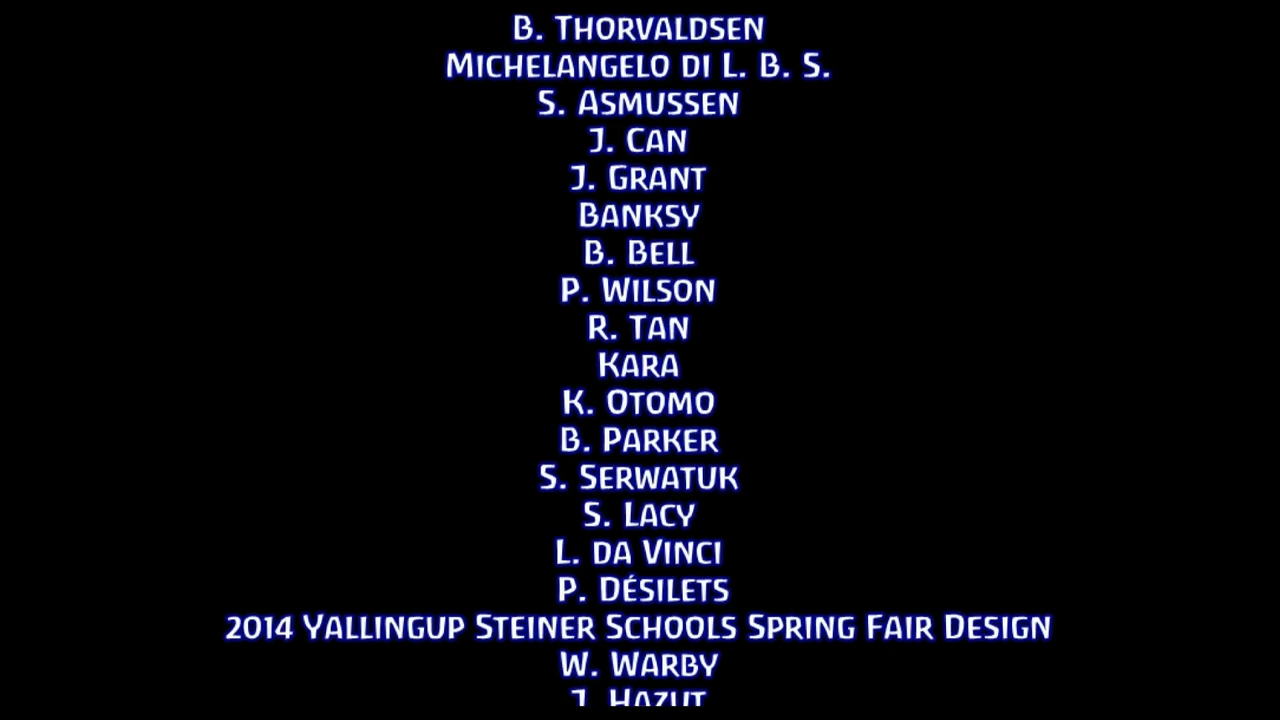 B. Thorvaldsen
Michelangelo di L. B. S.
S. Asmussen
J. Can
J. Grant
Banksy
B. Bell
P. Wilson
R. Tan
Kara
K. Otomo
B. Parker
S. Serwatuk
S. Lacy
L. da Vinci
P. Désilets
2014 Yallingup Steiner Schools Spring Fair Design
W. Warby
J. Hazut